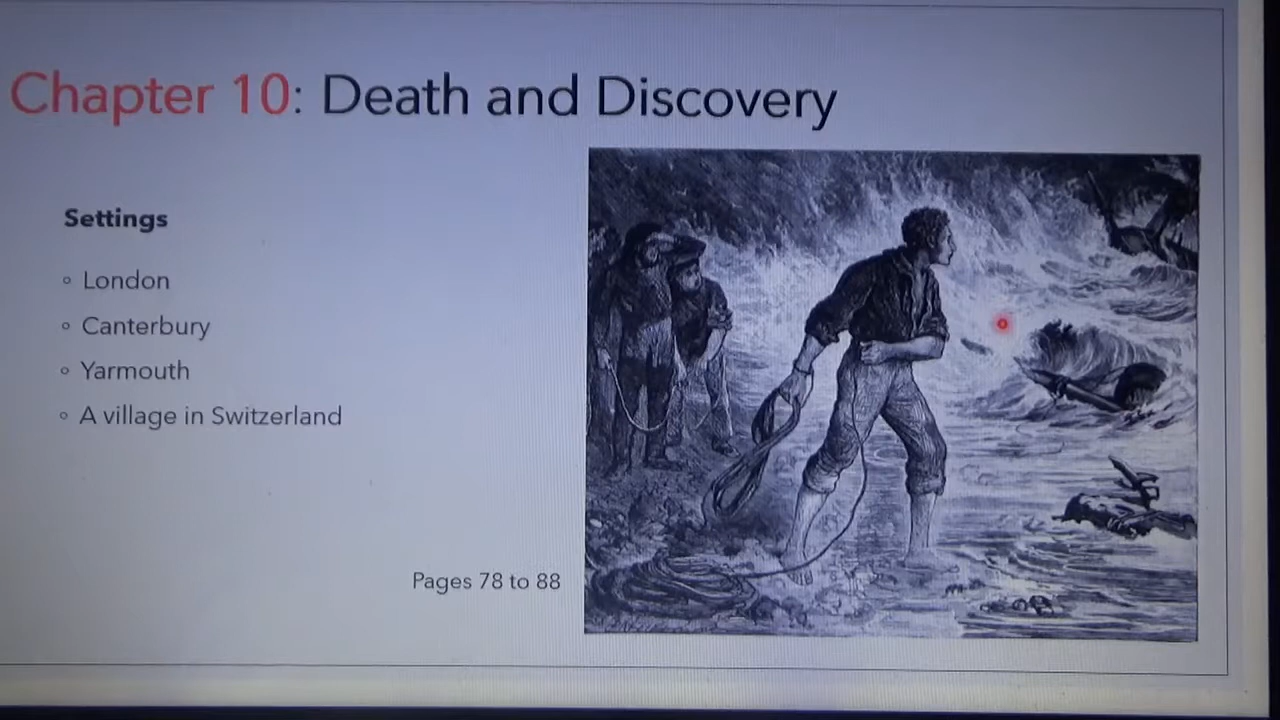 Chapter 10: Death and Discovery
Settings
London
Canterbury
Yarmouth
A village in Switzerland
Pages 78 to 88